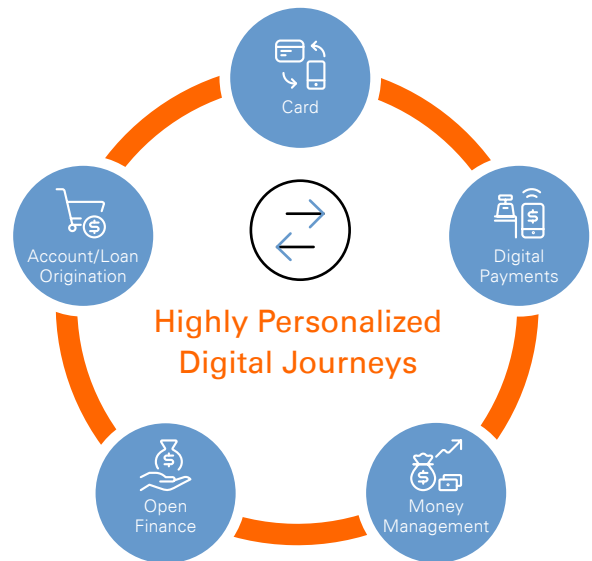 Card
Account/Loan
Origination
Digital
Payments
Highly Personalized
Digital Journeys
Open
Finance
Money
Management
$
$
$
$